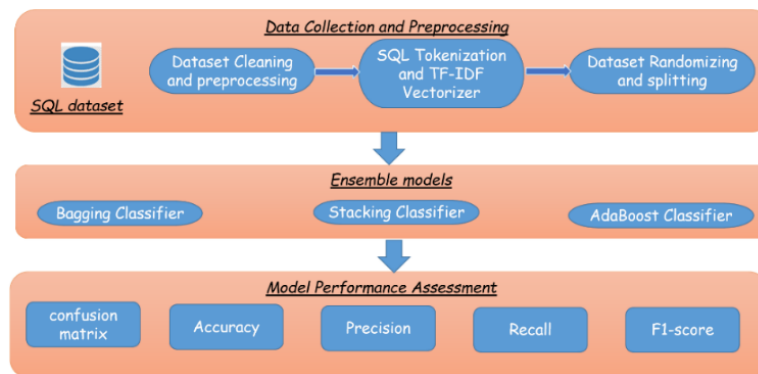 Data Collection and Preprocessing
SQL dataset
Dataset Cleaning
and preprocessing
SQL Tokenization
and TF-IDF
Vectorizer
Dataset Randomizing
and splitting
Ensemble models
Bagging Classifier
Stacking Classifier
AdaBoost Classifier
Model Performance Assessment
confusion
matrix
Accuracy
Precision
Recall
F1-score